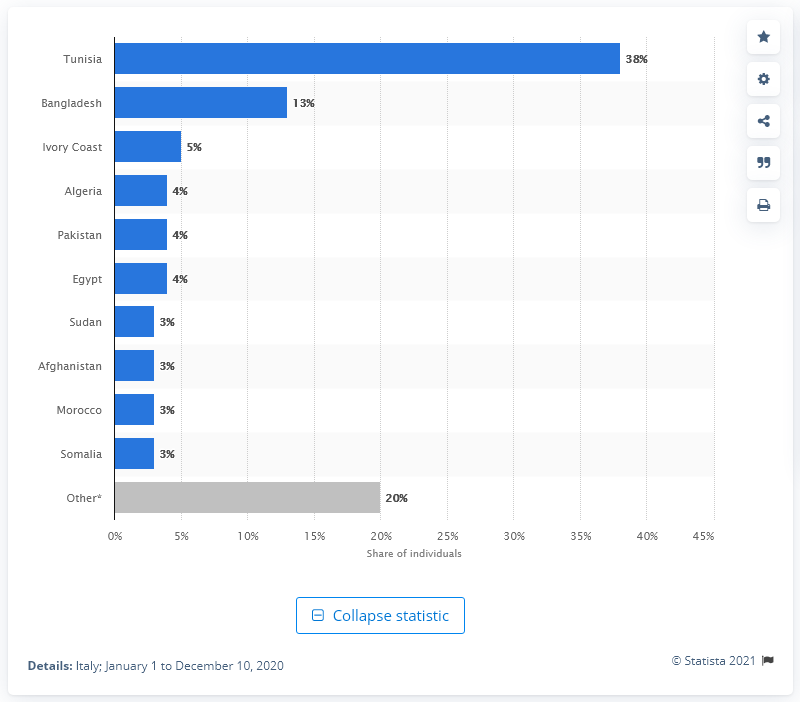 Tunisia 38%
Bangladesh 13%
Ivory Coast 5%
Algeria 4%
Pakistan 4%
Egypt 4%
Sudan 3%
Afghanistan 3%
Morocco 3%
Somalia 3%
Other* 20%
0% 5% 10% 15% 20% 25% 30% 35% 40% 45%
Share of individuals
Collapse statistic
Details: Italy; January 1 to December 10, 2020
© Statista 2021